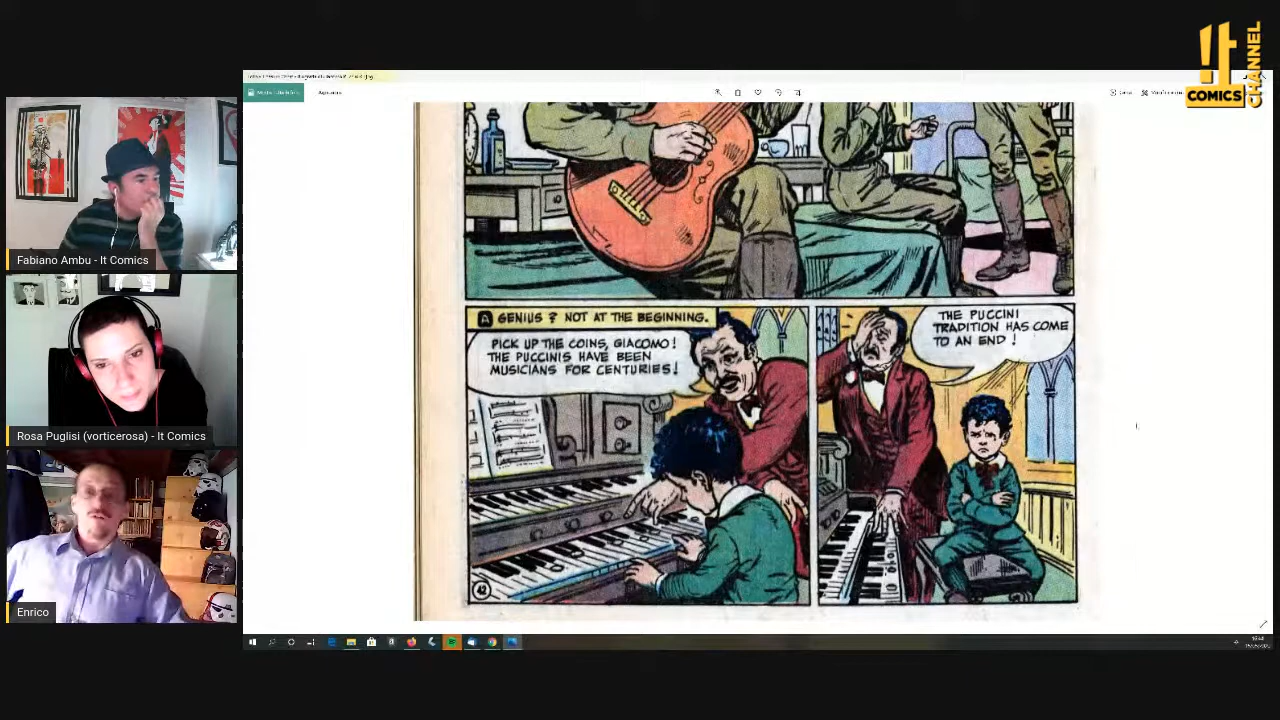 !t
COMICS
CHANNEL
Fabiano Ambu - It Comics
Rosa Puglisi (vorticerosa) - It Comics
Enrico
A GENIUS ? NOT AT THE BEGINNING.
PICK UP THE COINS, GIACOMO!
THE PUCCINIS HAVE BEEN
MUSICIANS FOR CENTURIES!
THE PUCCINI
TRADITION HAS COME
TO AN END !
42